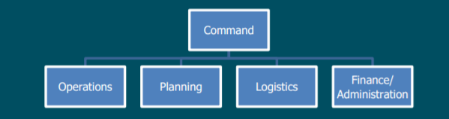 Command
Operations
Planning
Logistics
Finance/
Administration